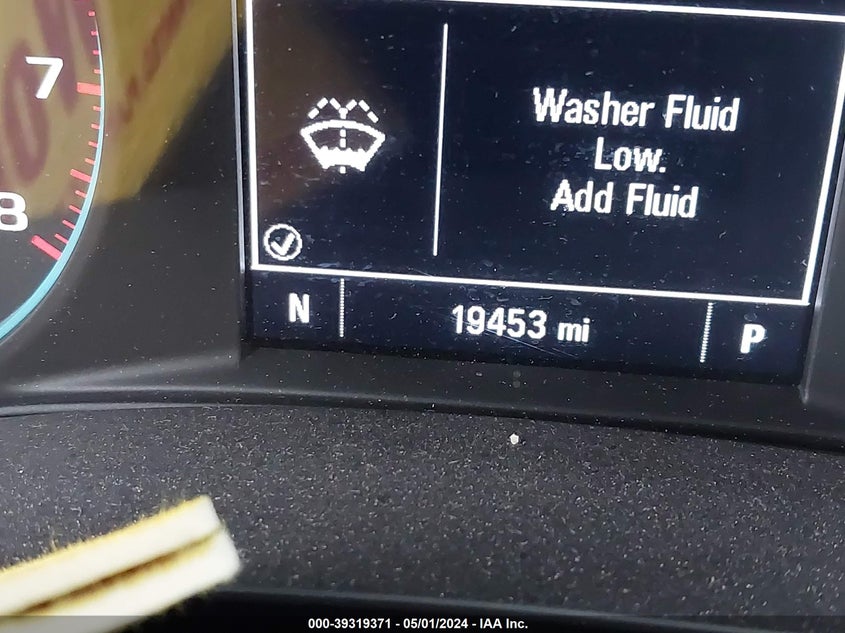 7
8
Washer Fluid
Low.
Add Fluid
N
19453 mi
P
000-39319371 - 05/01/2024 - IAA Inc.